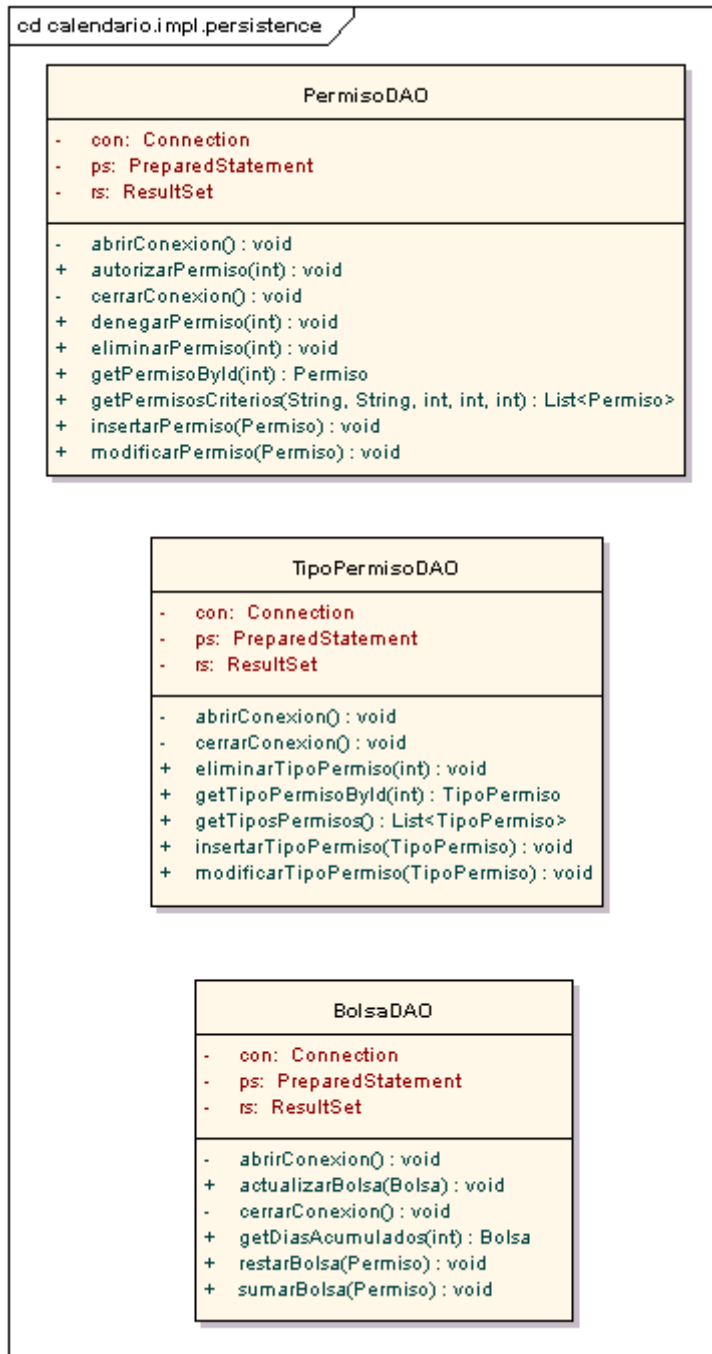 cd calendario.impl.persistence
PermisoDAO
- con: Connection
- ps: PreparedStatement
- rs: ResultSet
- abrirConexion() : void
+ autorizarPermiso(int) : void
- cerrarConexion() : void
+ denegarPermiso(int) : void
+ eliminarPermiso(int) : void
+ getPermisoById(int) : Permiso
+ getPermisosCriterios(String, String, int, int, int) : List<Permiso>
+ insertarPermiso(Permiso) : void
+ modificarPermiso(Permiso) : void
TipoPermisoDAO
- con: Connection
- ps: PreparedStatement
- rs: ResultSet
- abrirConexion() : void
- cerrarConexion() : void
+ eliminarTipoPermiso(int) : void
+ getTipoPermisoById(int) : TipoPermiso
+ getTiposPermisos() : List<TipoPermiso>
+ insertarTipoPermiso(TipoPermiso) : void
+ modificarTipoPermiso(TipoPermiso) : void
BolsaDAO
- con: Connection
- ps: PreparedStatement
- rs: ResultSet
- abrirConexion() : void
+ actualizarBolsa(Bolsa) : void
- cerrarConexion() : void
+ getDiasAcumulados(int) : Bolsa
+ restarBolsa(Permiso) : void
+ sumarBolsa(Permiso) : void